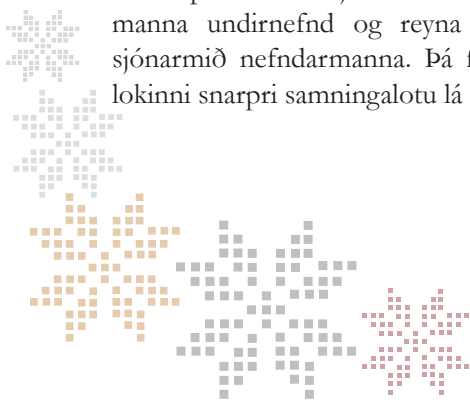 manna undirnefnd og reyna
sjónarmið nefndarmanna. Þá
lokinni snarpri samningalotu lá